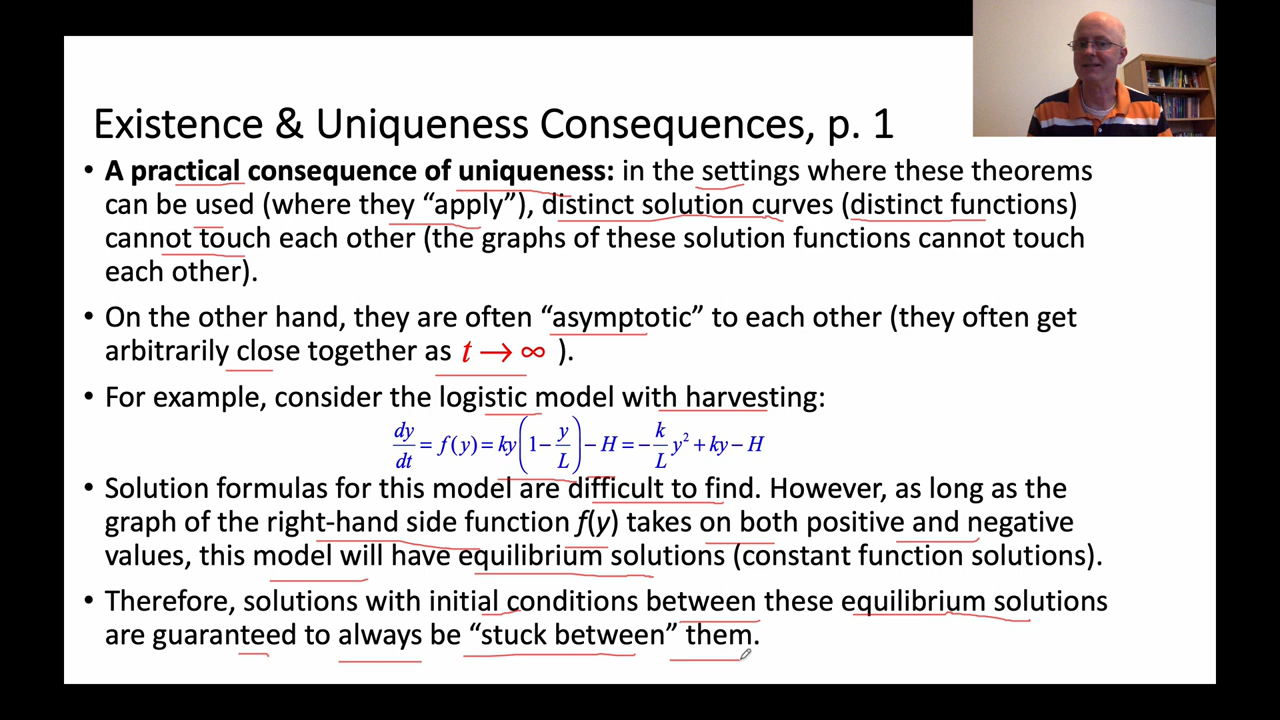 Existence & Uniqueness Consequences, p. 1
• A practical consequence of uniqueness: in the settings where these theorems
can be used (where they “apply”), distinct solution curves (distinct functions)
cannot touch each other (the graphs of these solution functions cannot touch
each other).
• On the other hand, they are often “asymptotic” to each other (they often get
arbitrarily close together as t → ∞ ).
• For example, consider the logistic model with harvesting:
dy/dt = f(y) = ky(1 − y/L) − H = −k/L y² + ky − H
• Solution formulas for this model are difficult to find. However, as long as the
graph of the right-hand side function f(y) takes on both positive and negative
values, this model will have equilibrium solutions (constant function solutions).
• Therefore, solutions with initial conditions between these equilibrium solutions
are guaranteed to always be “stuck between” them.